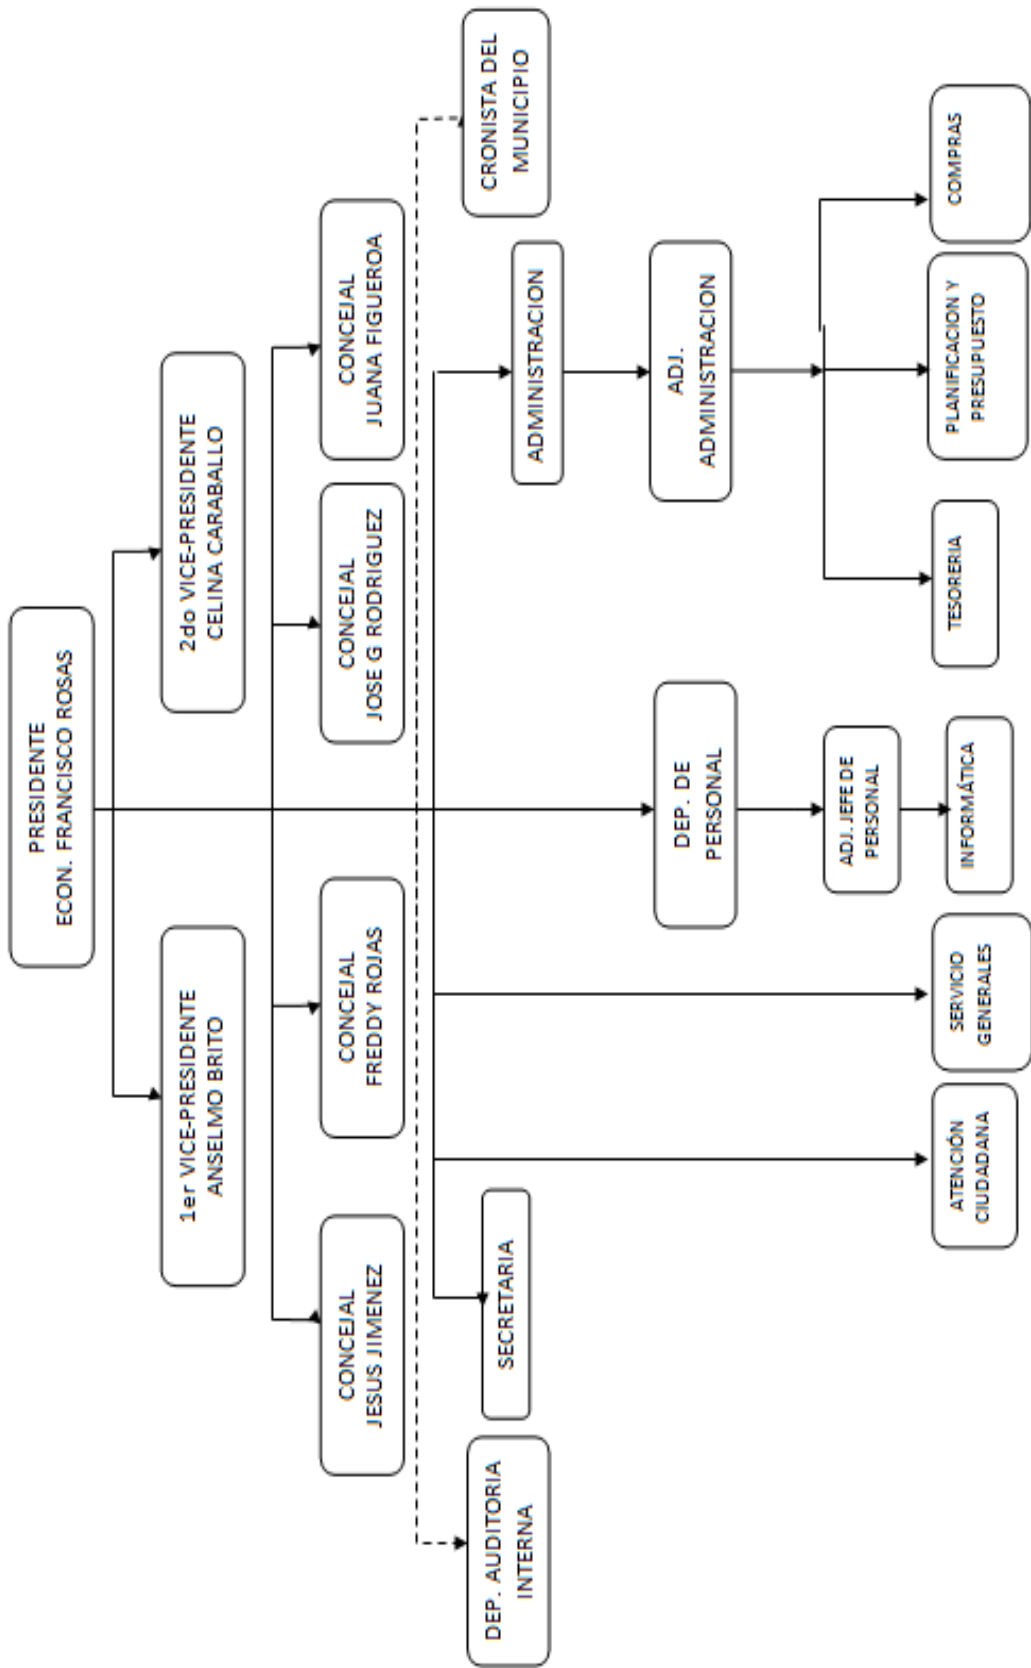 PRESIDENTE
ECON. FRANCISCO ROSAS
1er VICE-PRESIDENTE
ANSELMO BRITO
2do VICE-PRESIDENTE
CELINA CARABALLO
CONCEJAL
JESUS JIMENEZ
CONCEJAL
FREDDY ROJAS
CONCEJAL
JOSE G RODRIGUEZ
CONCEJAL
JUANA FIGUEROA
DEP. AUDITORIA
INTERNA
SECRETARIA
ADMINISTRACION
CRONISTA DEL
MUNICIPIO
DEP. DE
PERSONAL
ADJ.
ADMINISTRACION
ADJ. JEFE DE
PERSONAL
ATENCIÓN
CIUDADANA
SERVICIO
GENERALES
INFORMÁTICA
TESORERIA
PLANIFICACION Y
PRESUPUESTO
COMPRAS